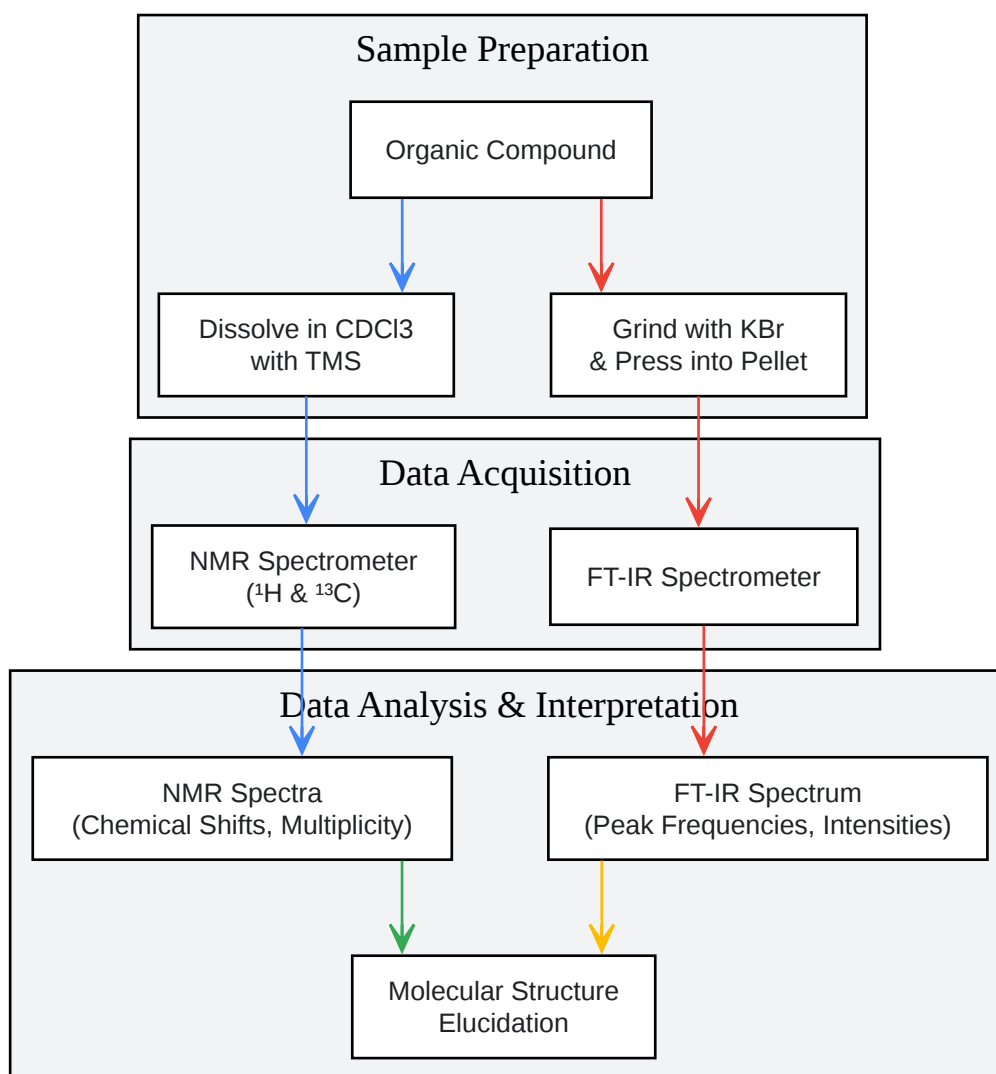 Sample Preparation
Organic Compound
Dissolve in CDCl3
with TMS
Grind with KBr
& Press into Pellet
Data Acquisition
NMR Spectrometer
(¹H & ¹³C)
FT-IR Spectrometer
Data Analysis & Interpretation
NMR Spectra
(Chemical Shifts, Multiplicity)
FT-IR Spectrum
(Peak Frequencies, Intensities)
Molecular Structure
Elucidation